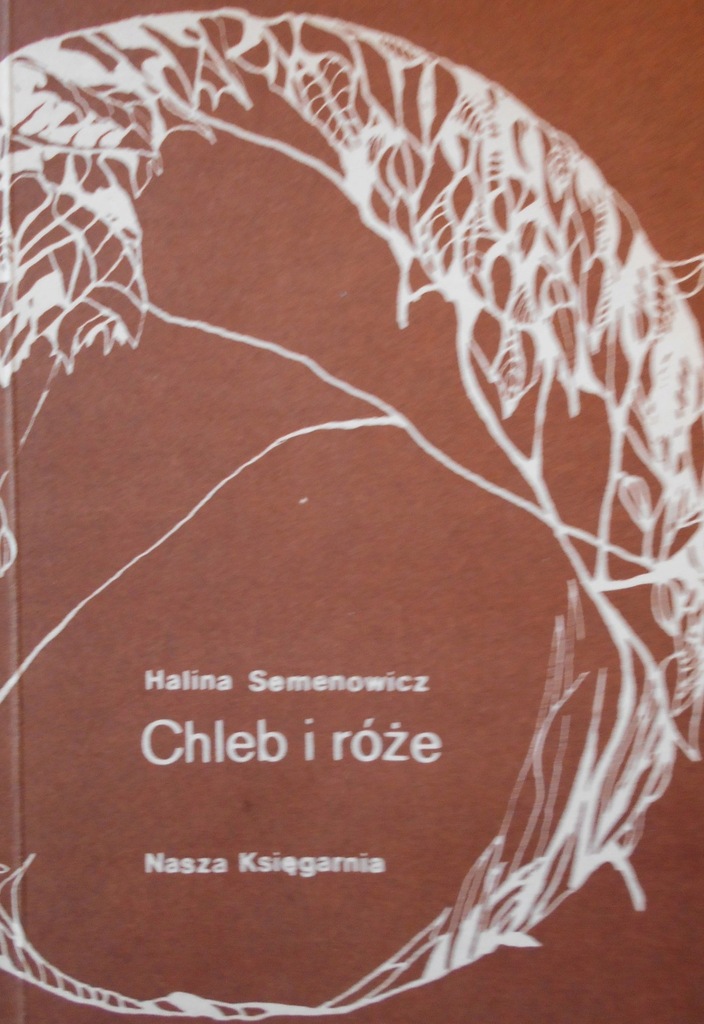 Halina Semenowicz
Chleb i róże
Nasza Księgarnia